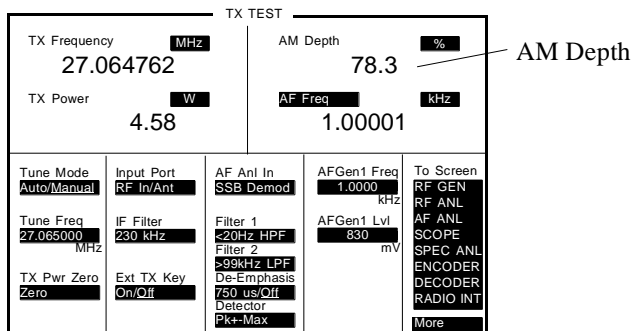 TX TEST
TX Frequency MHz
27.064762
TX Power W
4.58
AM Depth %
78.3
AF Freq kHz
1.00001
AM Depth
Tune Mode
Auto/Manual
Tune Freq
27.065000
MHz
TX Pwr Zero
Zero
Input Port
RF In/Ant
IF Filter
230 kHz
Ext TX Key
On/Off
AF Anl In
SSB Demod
Filter 1
<20Hz HPF
Filter 2
>99kHz LPF
De-Emphasis
750 us/Off
Detector
Pk+-Max
AFGen1 Freq
1.0000
kHz
AFGen1 Lvl
830
mV
To Screen
RF GEN
RF ANL
AF ANL
SCOPE
SPEC ANL
ENCODER
DECODER
RADIO INT
More